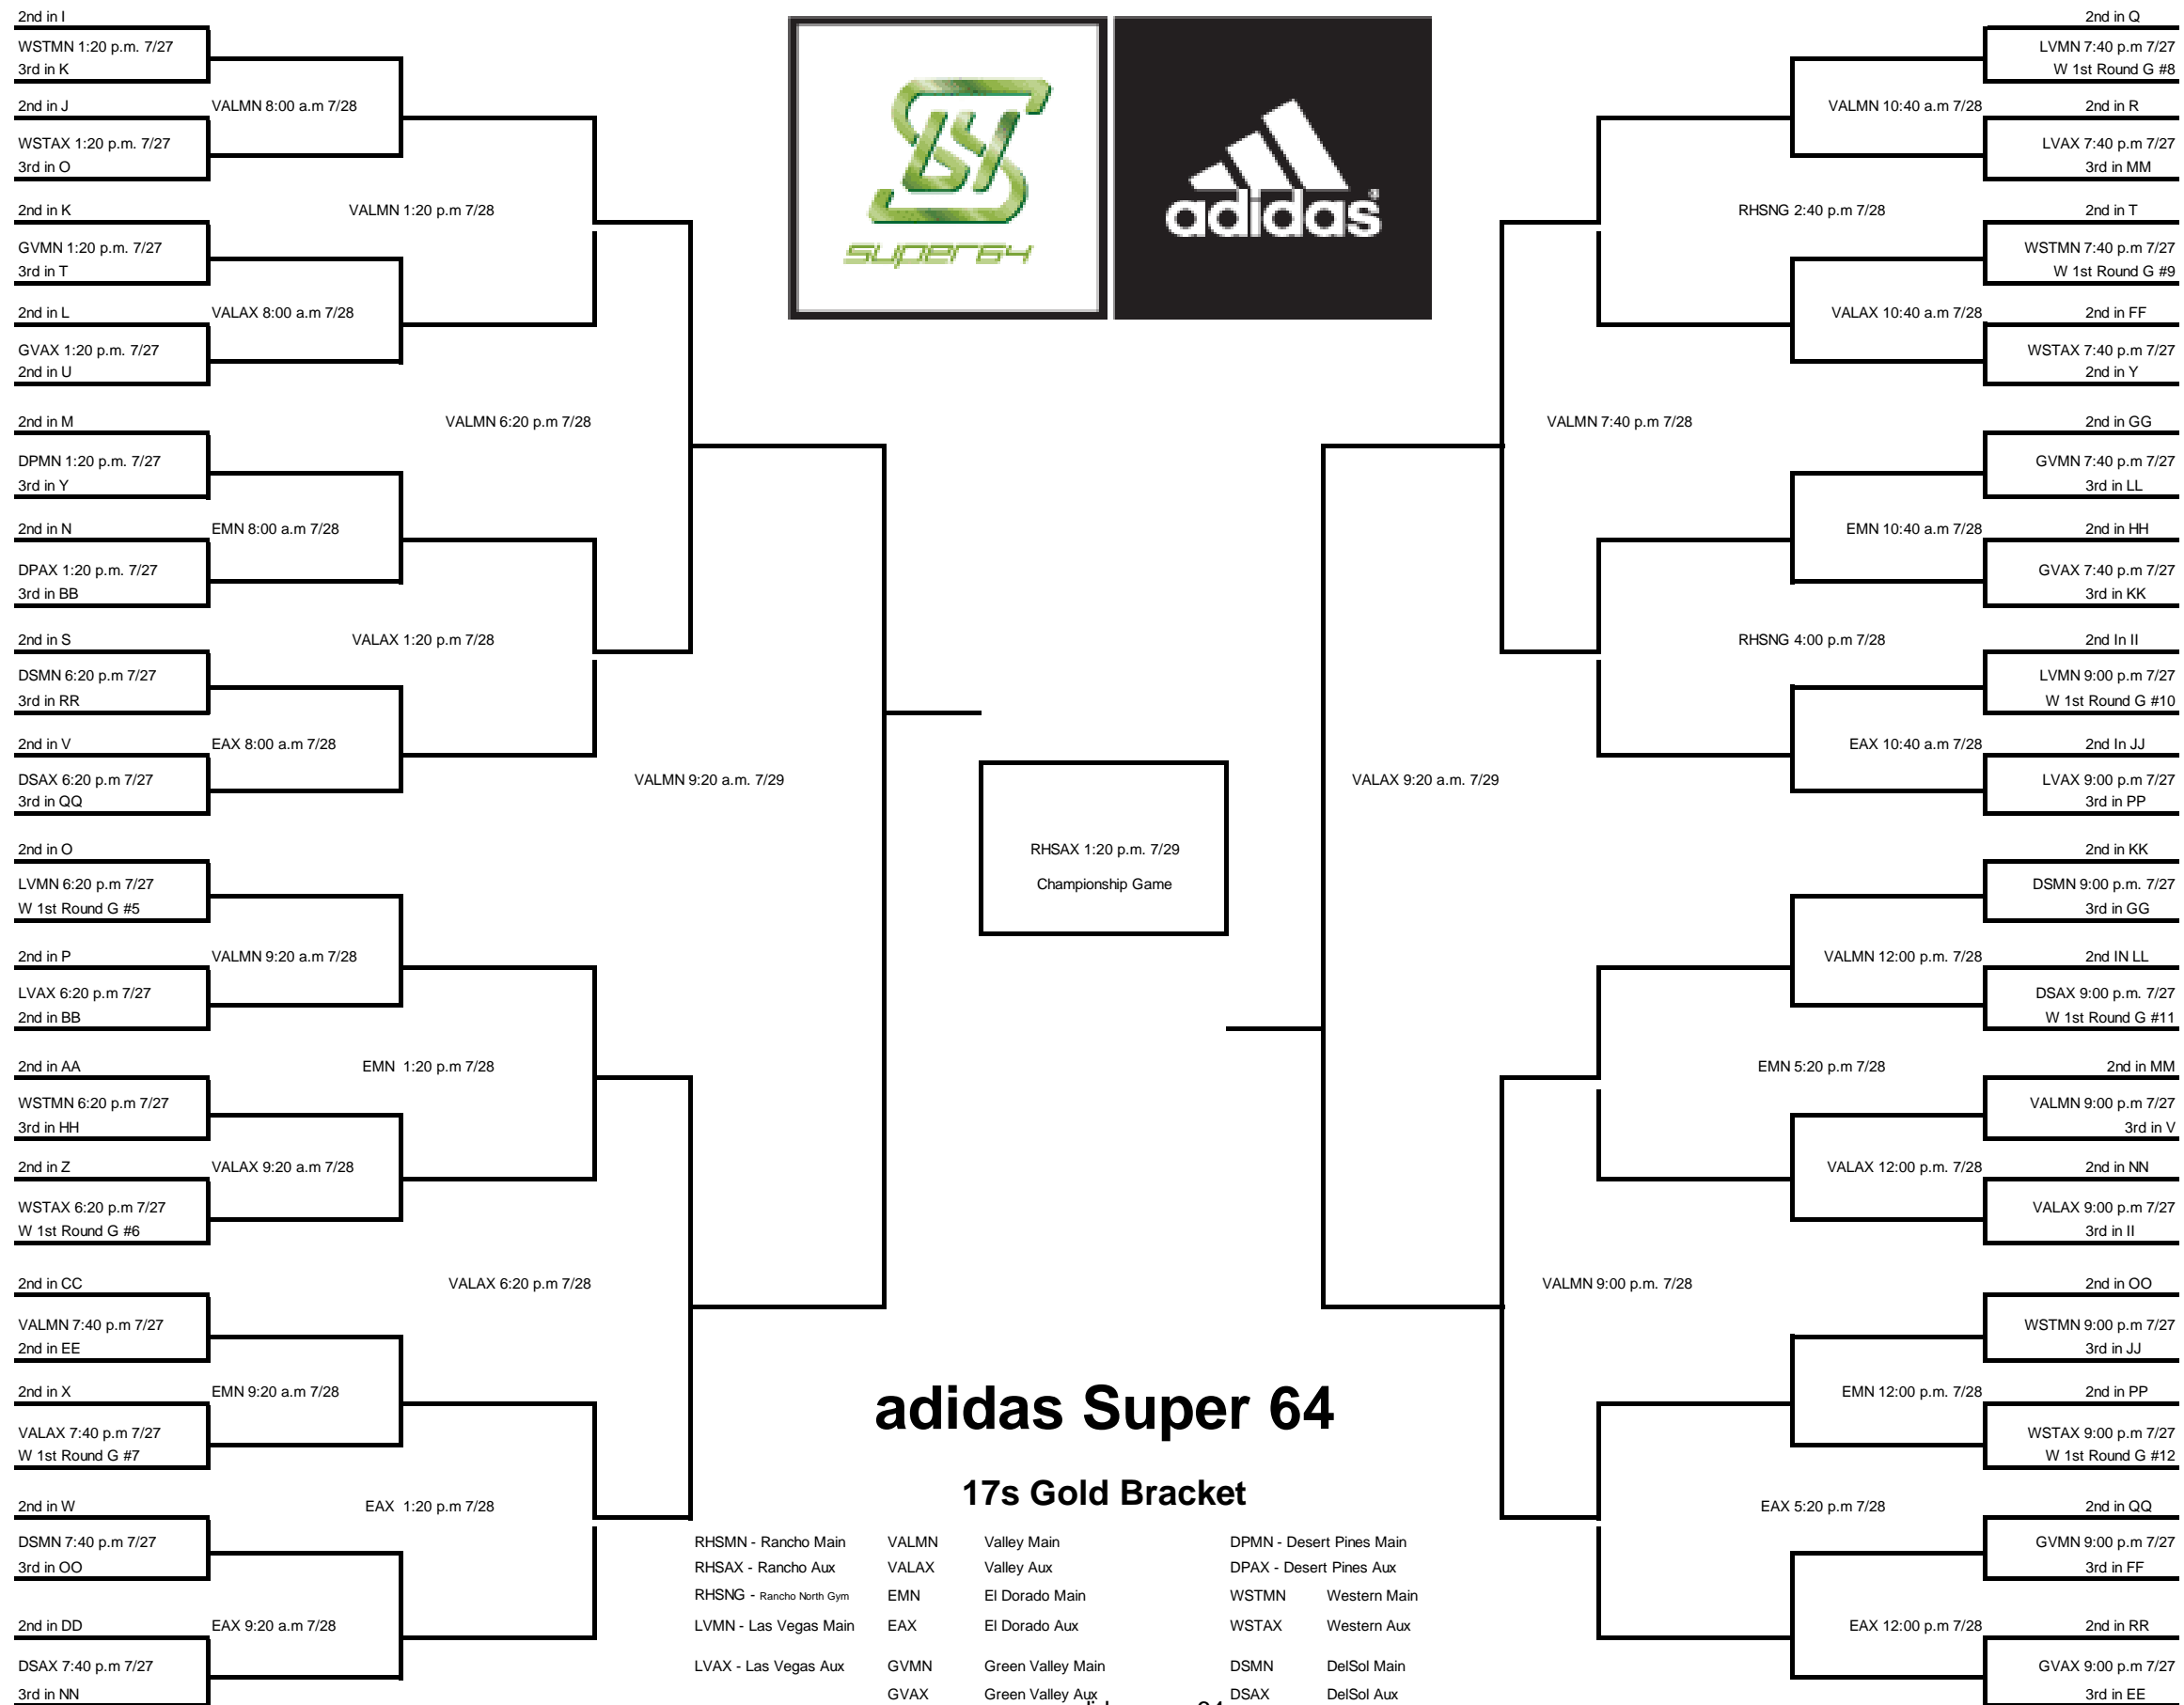 2nd in I
WSTMN 1:20 p.m. 7/27
3rd in K
2nd in J
VALMN 8:00 a.m 7/28
WSTAX 1:20 p.m. 7/27
3rd in O
2nd in K
VALMN 1:20 p.m 7/28
GVMN 1:20 p.m. 7/27
3rd in T
2nd in L
VALAX 8:00 a.m 7/28
GVAX 1:20 p.m. 7/27
2nd in U
2nd in M
VALMN 6:20 p.m 7/28
DPMN 1:20 p.m. 7/27
3rd in Y
2nd in N
EMN 8:00 a.m 7/28
DPAX 1:20 p.m. 7/27
3rd in BB
2nd in S
VALAX 1:20 p.m 7/28
DSMN 6:20 p.m 7/27
3rd in RR
2nd in V
EAX 8:00 a.m 7/28
DSAX 6:20 p.m 7/27
3rd in QQ
VALMN 9:20 a.m. 7/29
2nd in O
LVMN 6:20 p.m 7/27
W 1st Round G #5
2nd in P
VALMN 9:20 a.m 7/28
LVAX 6:20 p.m 7/27
2nd in BB
2nd in AA
EMN 1:20 p.m 7/28
WSTMN 6:20 p.m 7/27
3rd in HH
2nd in Z
VALAX 9:20 a.m 7/28
WSTAX 6:20 p.m 7/27
W 1st Round G #6
2nd in CC
VALAX 6:20 p.m 7/28
VALMN 7:40 p.m 7/27
2nd in EE
2nd in X
EMN 9:20 a.m 7/28
VALAX 7:40 p.m 7/27
W 1st Round G #7
2nd in W
EAX 1:20 p.m 7/28
DSMN 7:40 p.m 7/27
3rd in OO
2nd in DD
EAX 9:20 a.m 7/28
DSAX 7:40 p.m 7/27
3rd in NN
S64
super64
adidas
RHSAX 1:20 p.m. 7/29
Championship Game
2nd in Q
LVMN 7:40 p.m 7/27
W 1st Round G #8
VALMN 10:40 a.m 7/28
2nd in R
LVAX 7:40 p.m 7/27
3rd in MM
RHSNG 2:40 p.m 7/28
2nd in T
WSTMN 7:40 p.m 7/27
W 1st Round G #9
VALAX 10:40 a.m 7/28
2nd in FF
WSTAX 7:40 p.m 7/27
2nd in Y
VALMN 7:40 p.m 7/28
2nd in GG
GVMN 7:40 p.m 7/27
3rd in LL
EMN 10:40 a.m 7/28
2nd in HH
GVAX 7:40 p.m 7/27
3rd in KK
RHSNG 4:00 p.m 7/28
2nd In II
LVMN 9:00 p.m 7/27
W 1st Round G #10
EAX 10:40 a.m 7/28
2nd In JJ
LVAX 9:00 p.m 7/27
3rd in PP
VALAX 9:20 a.m. 7/29
2nd in KK
DSMN 9:00 p.m. 7/27
3rd in GG
VALMN 12:00 p.m. 7/28
2nd IN LL
DSAX 9:00 p.m. 7/27
W 1st Round G #11
EMN 5:20 p.m 7/28
2nd in MM
VALMN 9:00 p.m 7/27
3rd in V
VALAX 12:00 p.m. 7/28
2nd in NN
VALAX 9:00 p.m 7/27
3rd in II
VALMN 9:00 p.m. 7/28
2nd in OO
WSTMN 9:00 p.m 7/27
3rd in JJ
EMN 12:00 p.m. 7/28
2nd in PP
WSTAX 9:00 p.m 7/27
W 1st Round G #12
EAX 5:20 p.m 7/28
2nd in QQ
GVMN 9:00 p.m 7/27
3rd in FF
EAX 12:00 p.m. 7/28
2nd in RR
GVAX 9:00 p.m 7/27
3rd in EE
adidas Super 64
17s Gold Bracket
RHSMN - Rancho Main VALMN Valley Main DPMN - Desert Pines Main
RHSAX - Rancho Aux VALAX Valley Aux DPAX - Desert Pines Aux
RHSNG - Rancho North Gym EMN El Dorado Main WSTMN Western Main
LVMN - Las Vegas Main EAX El Dorado Aux WSTAX Western Aux
LVAX - Las Vegas Aux GVMN Green Valley Main DSMN DelSol Main
GVAX Green Valley Aux DSAX DelSol Aux